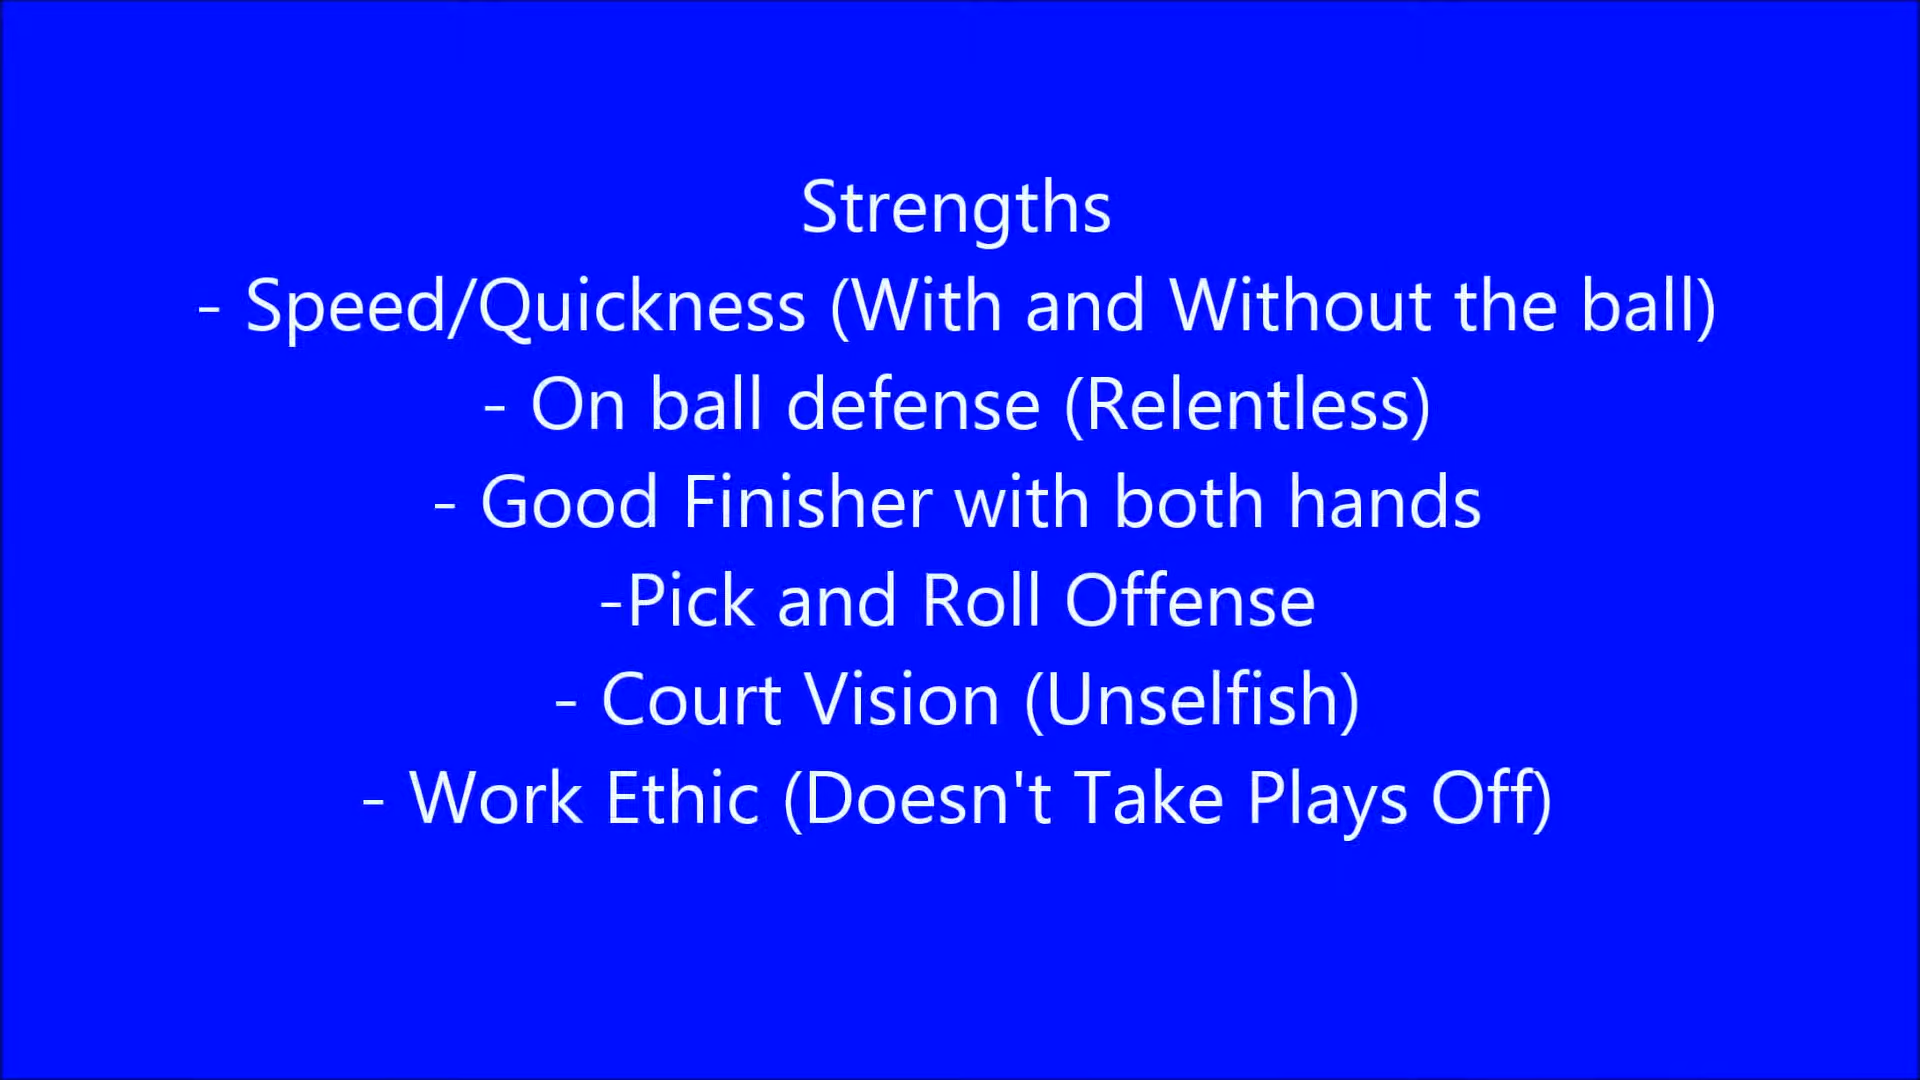 Strengths
- Speed/Quickness (With and Without the ball)
- On ball defense (Relentless)
- Good Finisher with both hands
-Pick and Roll Offense
- Court Vision (Unselfish)
- Work Ethic (Doesn't Take Plays Off)